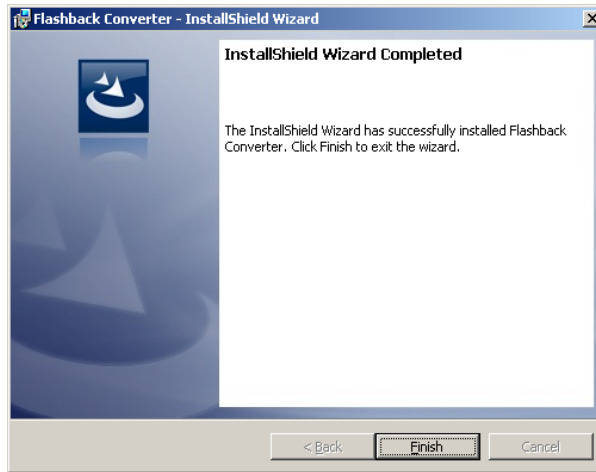 Flashback Converter - InstallShield Wizard
InstallShield Wizard Completed
The InstallShield Wizard has successfully installed Flashback
Converter. Click Finish to exit the wizard.
< Back
Finish
Cancel